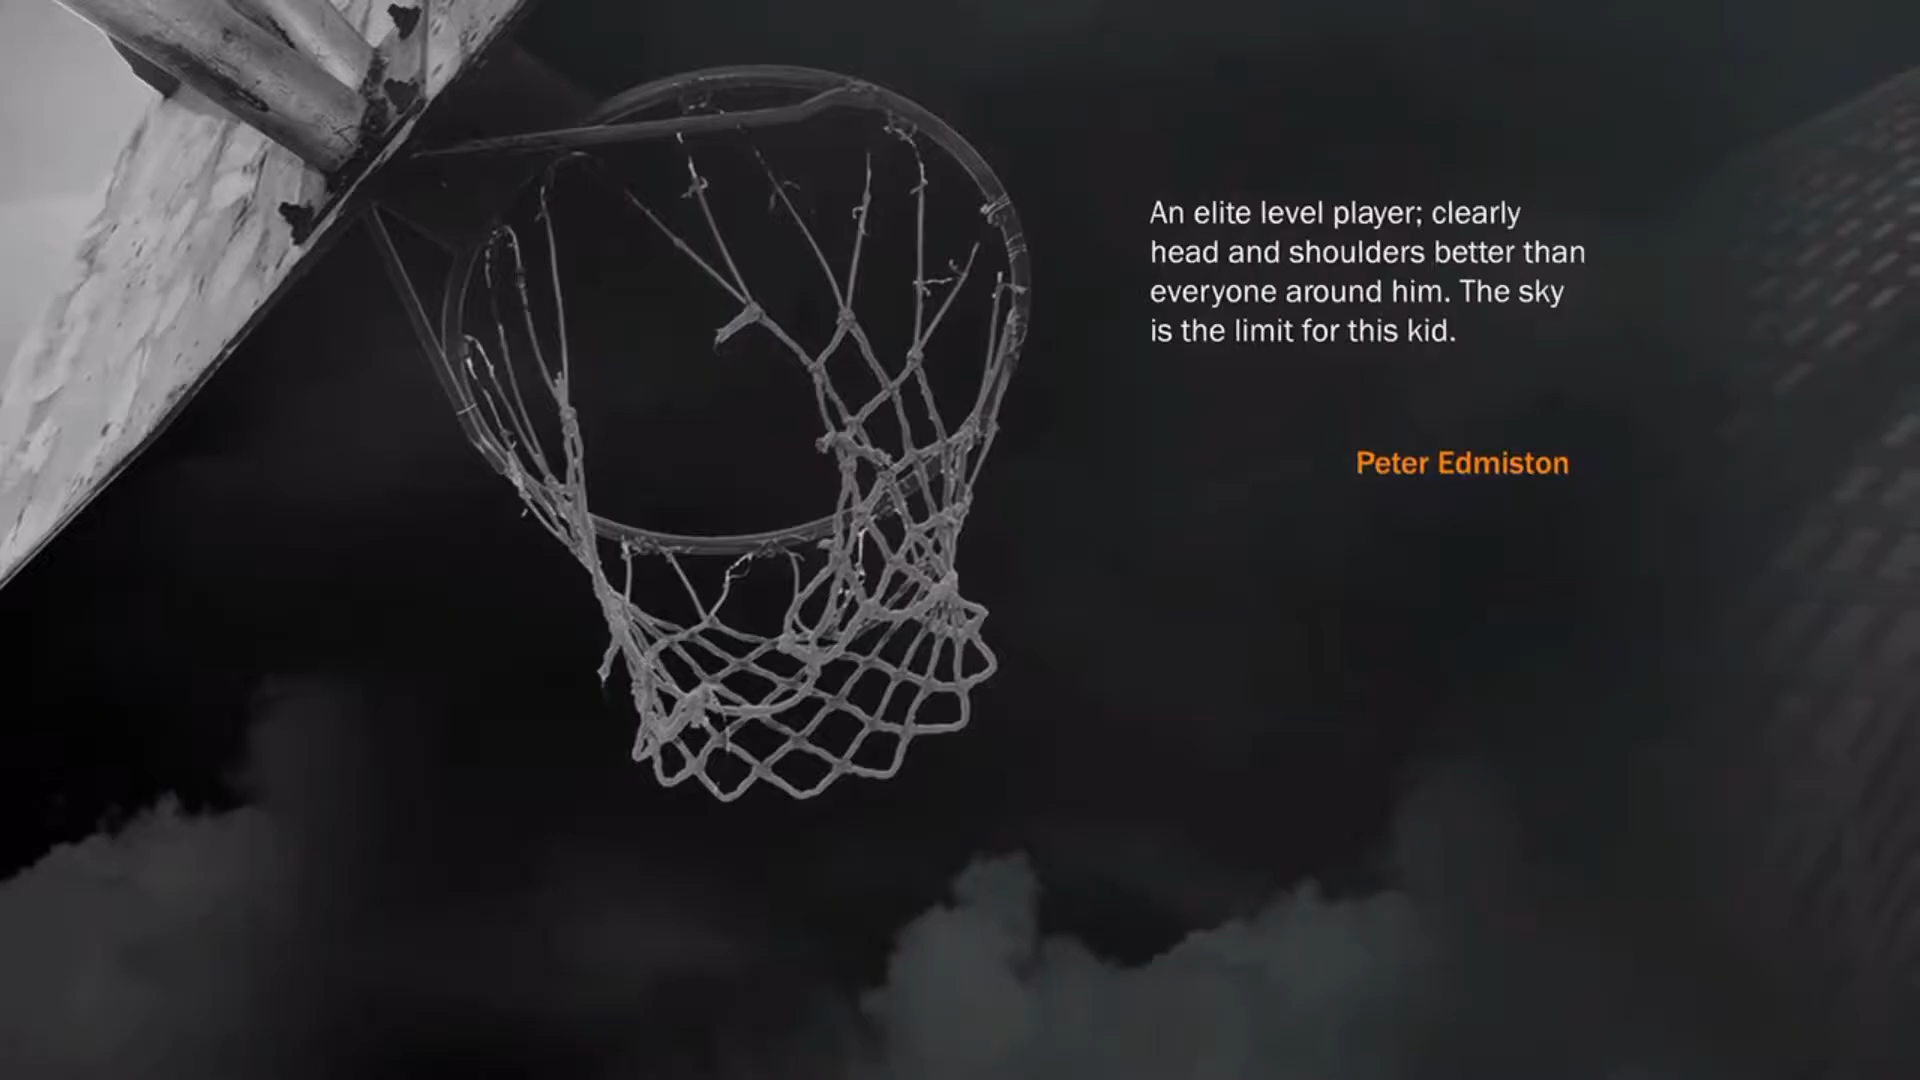 An elite level player; clearly
head and shoulders better than
everyone around him. The sky
is the limit for this kid.
Peter Edmiston